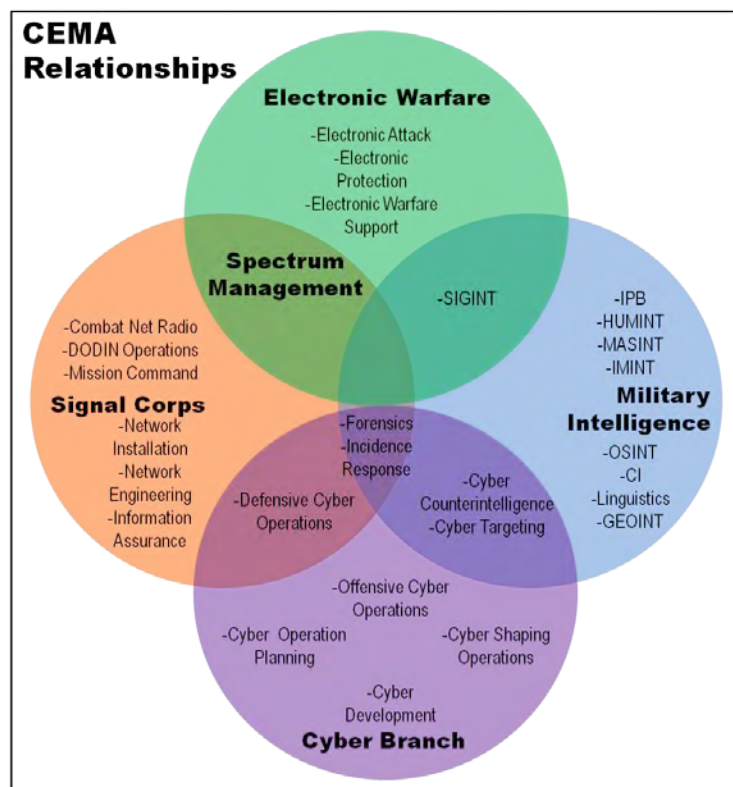 CEMA
Relationships
Electronic Warfare
-Electronic Attack
-Electronic
Protection
-Electronic Warfare
Support
Spectrum
Management
-SIGINT
-Combat Net Radio
-DODIN Operations
-Mission Command
Signal Corps
-Network
Installation
-Network
Engineering
-Information
Assurance
-IPB
-HUMINT
-MASINT
-IMINT
Military
Intelligence
-OSINT
-CI
-Linguistics
-GEOINT
-Forensics
-Incidence
Response
-Defensive Cyber
Operations
-Cyber
Counterintelligence
-Cyber Targeting
-Offensive Cyber
Operations
-Cyber Operation
Planning
-Cyber Shaping
Operations
-Cyber
Development
Cyber Branch